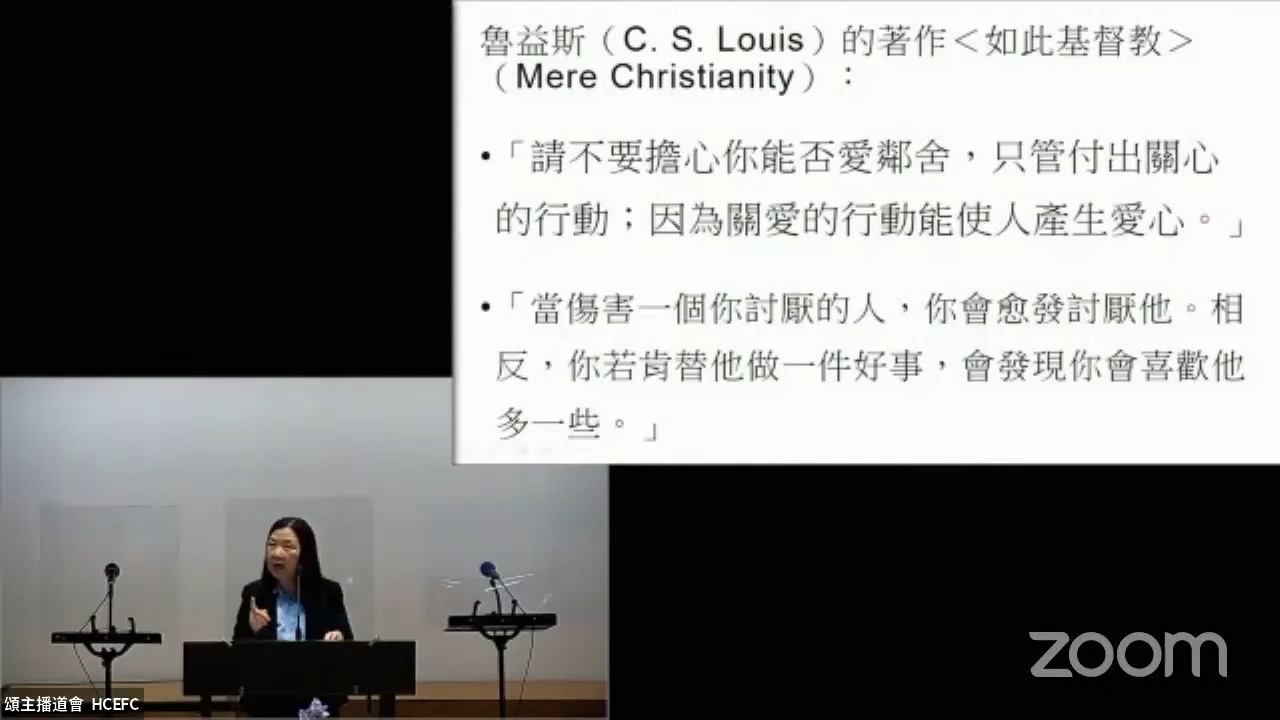 魯益斯（C. S. Louis）的著作＜如此基督教＞
（Mere Christianity）：
•「請不要擔心你能否愛鄰舍，只管付出關心
的行動；因為關愛的行動能使人產生愛心。」
•「當傷害一個你討厭的人，你會愈發討厭他。相
反，你若肯替他做一件好事，會發現你會喜歡他
多一些。」
zoom
頌主播道會 HCEFC